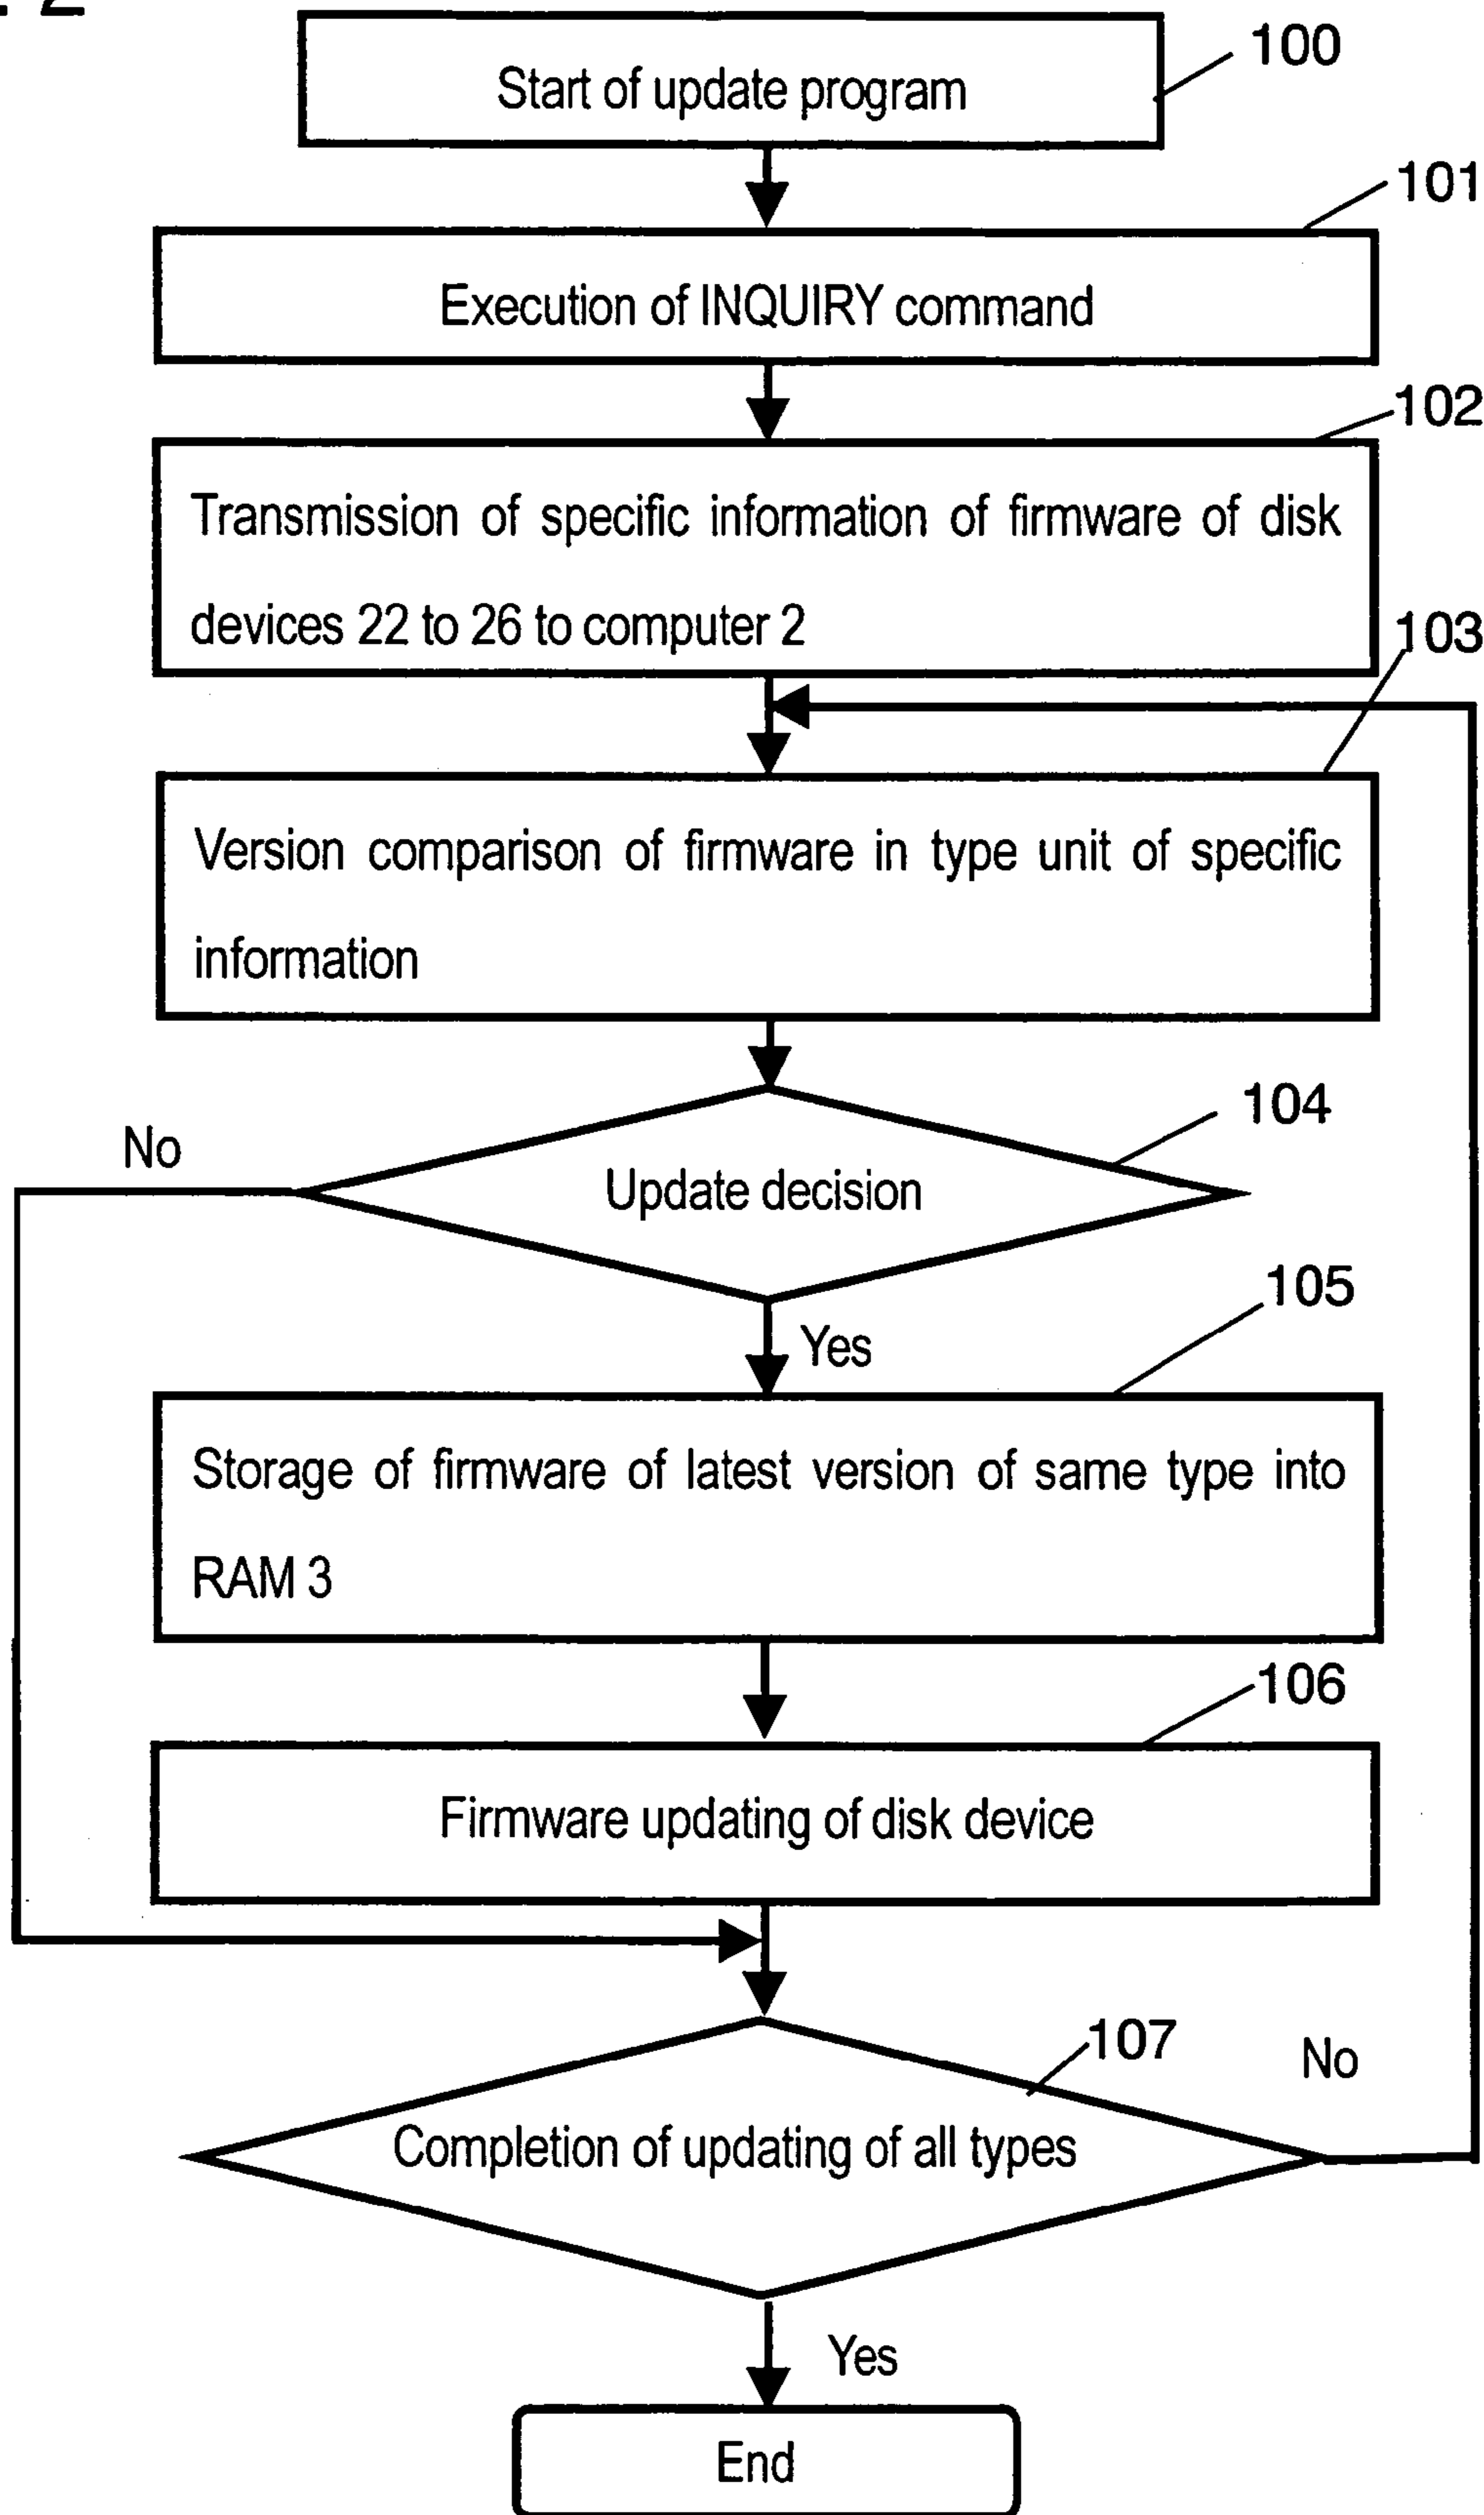 100
Start of update program
101
Execution of INQUIRY command
102
Transmission of specific information of firmware of disk
devices 22 to 26 to computer 2
103
Version comparison of firmware in type unit of specific
information
104
No
Update decision
105
Yes
Storage of firmware of latest version of same type into
RAM 3
106
Firmware updating of disk device
107
No
Completion of updating of all types
Yes
End